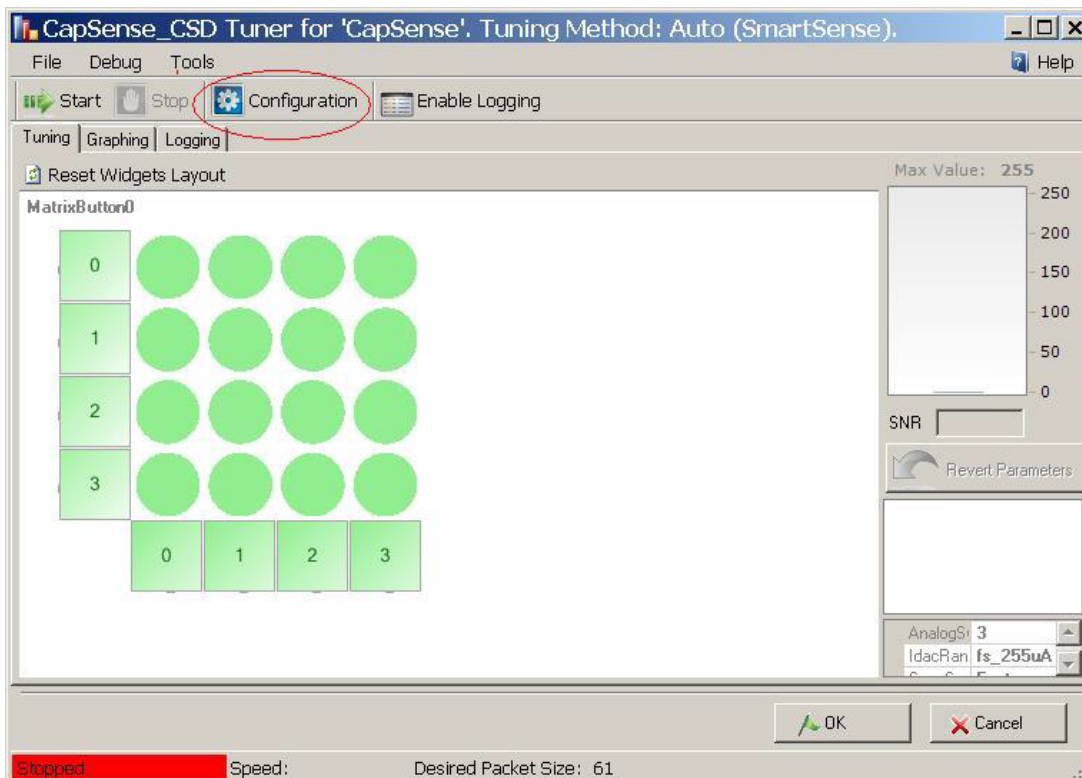 CapSense_CSD Tuner for 'CapSense'. Tuning Method: Auto (SmartSense).
File Debug Tools Help
Start Stop Configuration Enable Logging
Tuning Graphing Logging
Reset Widgets Layout
Max Value: 255
MatrixButton0
250
200
150
100
50
0
0
1
2
3
0 1 2 3
SNR
Revert Parameters
AnalogS 3
IdacRan fs_255uA
OK Cancel
Stopped Speed: Desired Packet Size: 61